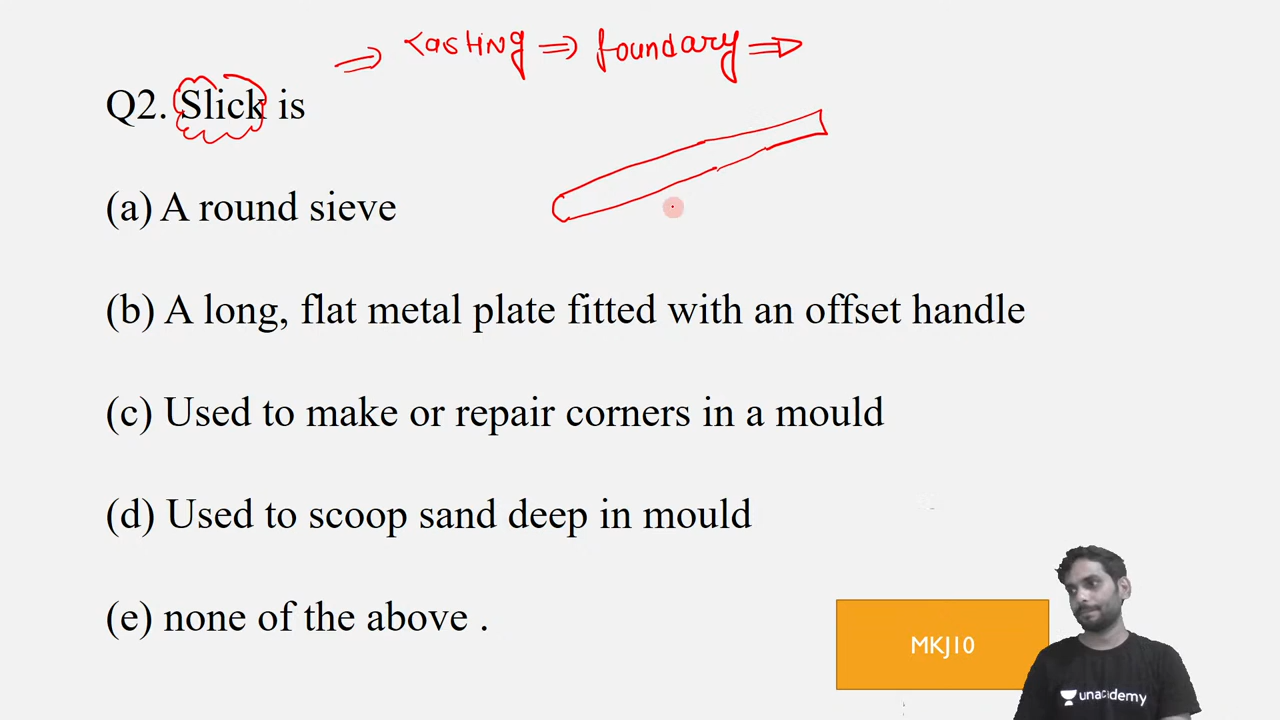 ⇒ casting ⇒ foundary ⇒
Q2. Slick is
(a) A round sieve
(b) A long, flat metal plate fitted with an offset handle
(c) Used to make or repair corners in a mould
(d) Used to scoop sand deep in mould
(e) none of the above .
MKJ10
unacademy